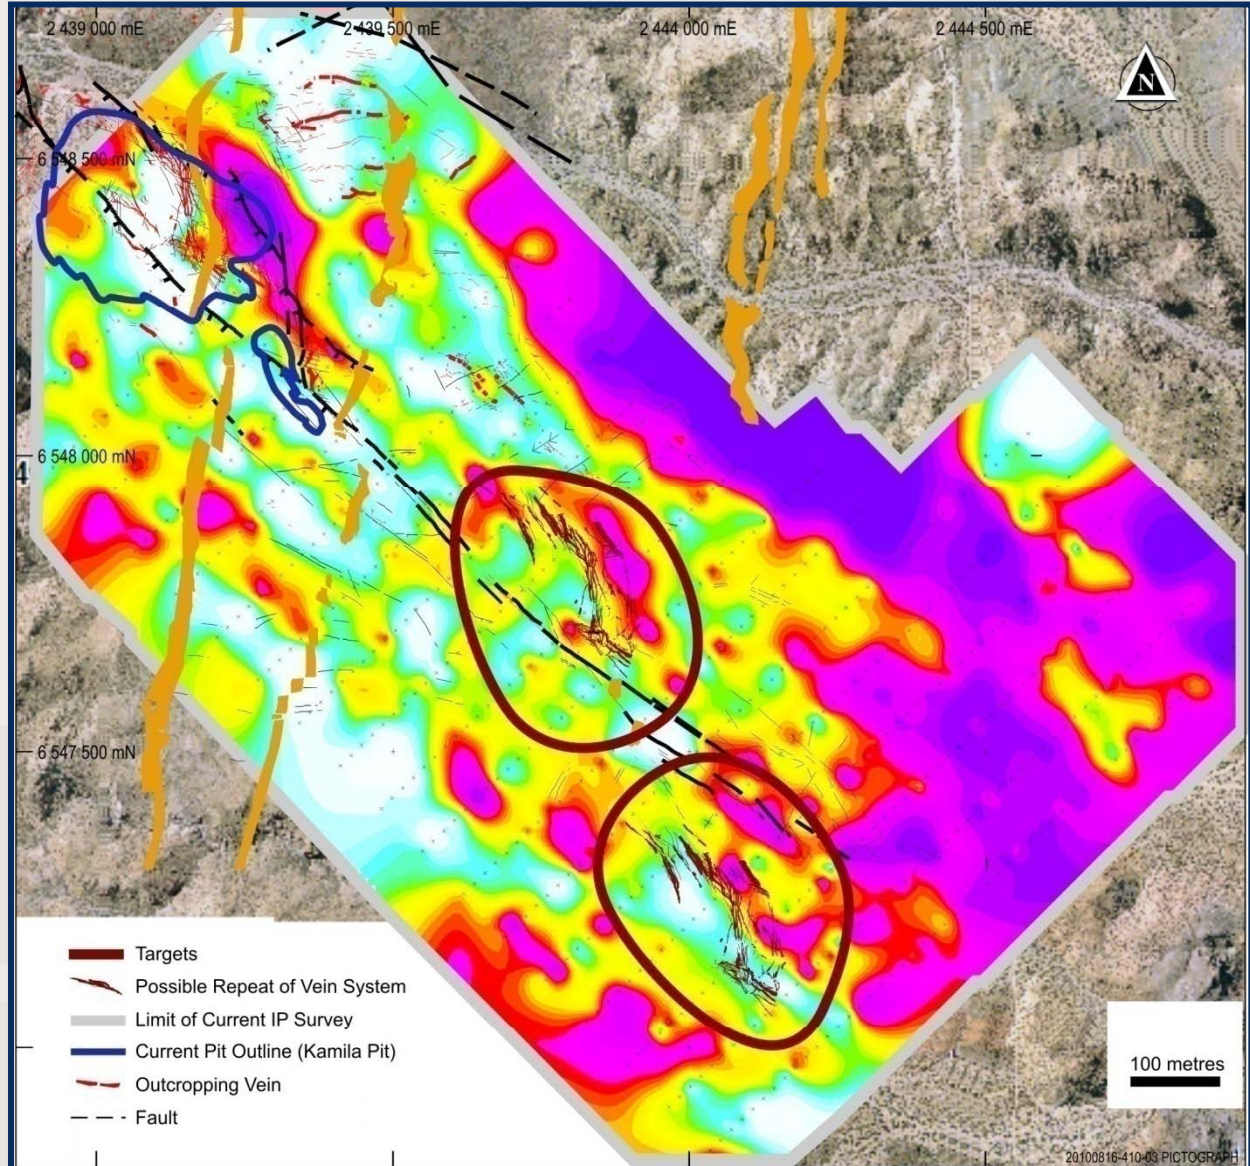 2 439 000 mE
2 439 500 mE
2 444 000 mE
2 444 500 mE
N
6 548 500 mN
6 548 000 mN
4
6 547 500 mN
Targets
Possible Repeat of Vein System
Limit of Current IP Survey
Current Pit Outline (Kamila Pit)
Outcropping Vein
Fault
100 metres
20100816-410-03 PICTOGRAPH